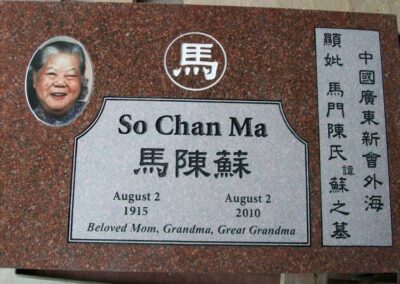 馬
So Chan Ma
馬陳蘇
August 2
1915
August 2
2010
Beloved Mom, Grandma, Great Grandma
中國廣東新會外海
顯妣 馬門陳氏諱蘇之墓